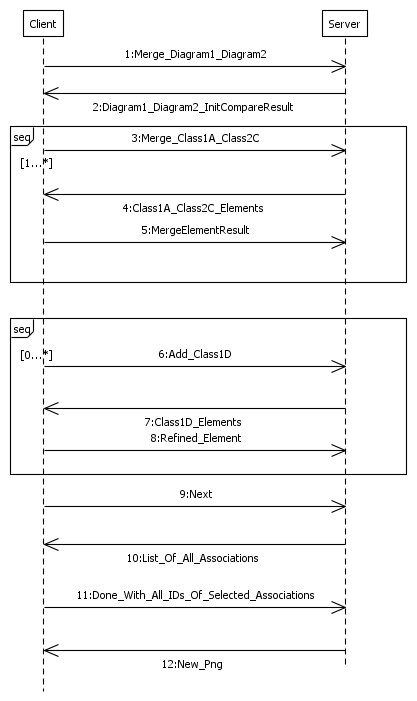 Client
Server
1:Merge_Diagram1_Diagram2
2:Diagram1_Diagram2_InitCompareResult
seq
3:Merge_Class1A_Class2C
[1...*]
4:Class1A_Class2C_Elements
5:MergeElementResult
seq
[0...*]
6:Add_Class1D
7:Class1D_Elements
8:Refined_Element
9:Next
10:List_Of_All_Associations
11:Done_With_All_IDs_Of_Selected_Associations
12:New_Png